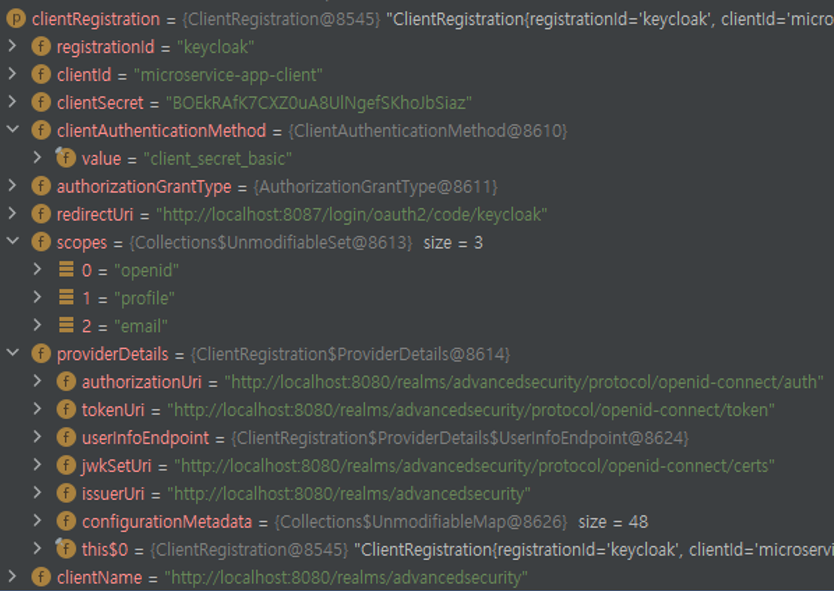 p clientRegistration = {ClientRegistration@8545} "ClientRegistration{registrationId='keycloak', clientId='micro
f registrationId = "keycloak"
f clientId = "microservice-app-client"
f clientSecret = "BOEkRAfK7CXZ0uA8UlNgefSKhoJbSiaz"
f clientAuthenticationMethod = {ClientAuthenticationMethod@8610}
f value = "client_secret_basic"
f authorizationGrantType = {AuthorizationGrantType@8611}
f redirectUri = "http://localhost:8087/login/oauth2/code/keycloak"
f scopes = {Collections$UnmodifiableSet@8613} size = 3
0 = "openid"
1 = "profile"
2 = "email"
f providerDetails = {ClientRegistration$ProviderDetails@8614}
f authorizationUri = "http://localhost:8080/realms/advancedsecurity/protocol/openid-connect/auth"
f tokenUri = "http://localhost:8080/realms/advancedsecurity/protocol/openid-connect/token"
f userInfoEndpoint = {ClientRegistration$ProviderDetails$UserInfoEndpoint@8624}
f jwkSetUri = "http://localhost:8080/realms/advancedsecurity/protocol/openid-connect/certs"
f issuerUri = "http://localhost:8080/realms/advancedsecurity"
f configurationMetadata = {Collections$UnmodifiableMap@8626} size = 48
f this$0 = {ClientRegistration@8545} "ClientRegistration{registrationId='keycloak', clientId='microservi
f clientName = "http://localhost:8080/realms/advancedsecurity"